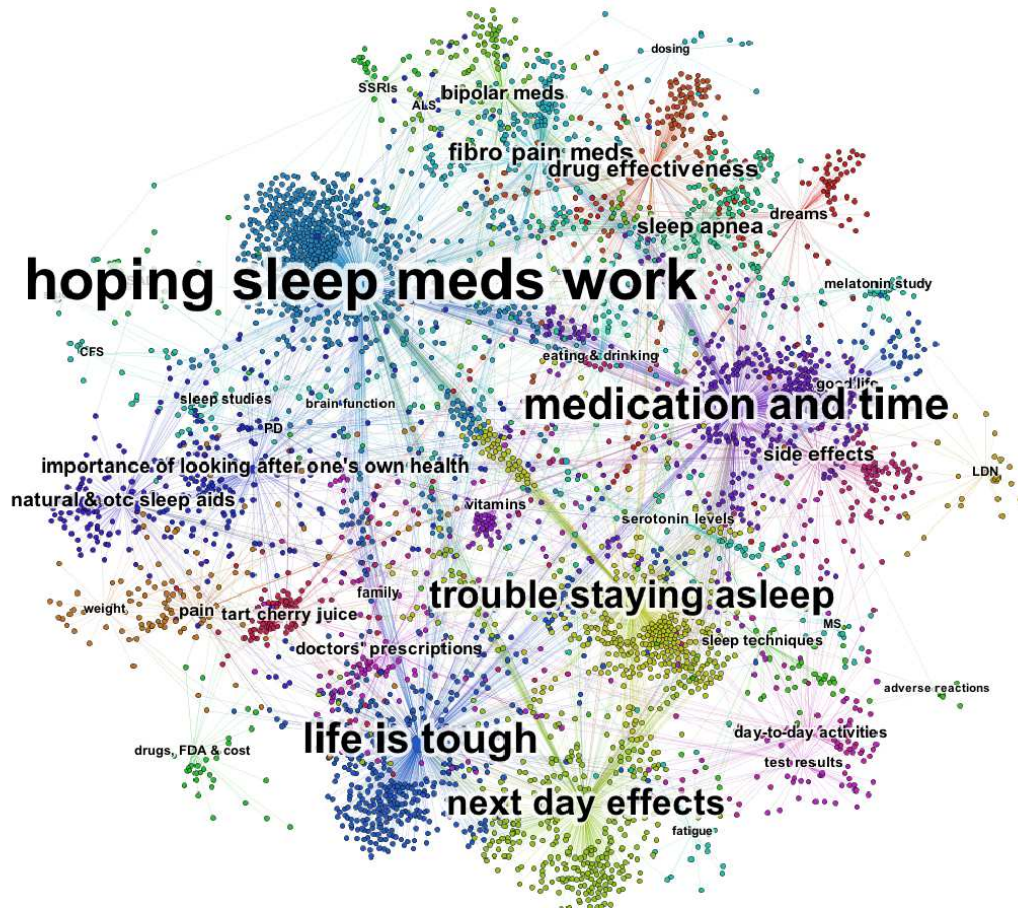 dosing
SSRIs
bipolar meds
ALS
fibro pain meds
drug effectiveness
dreams
sleep apnea
hoping sleep meds work
melatonin study
CFS
eating & drinking
good life
sleep studies
brain function
medication and time
PD
side effects
importance of looking after one's own health
LDN
natural & otc sleep aids
vitamins
serotonin levels
trouble staying asleep
family
weight
pain
tart cherry juice
MS
sleep techniques
doctors' prescriptions
adverse reactions
life is tough
day-to-day activities
drugs, FDA & cost
test results
next day effects
fatigue